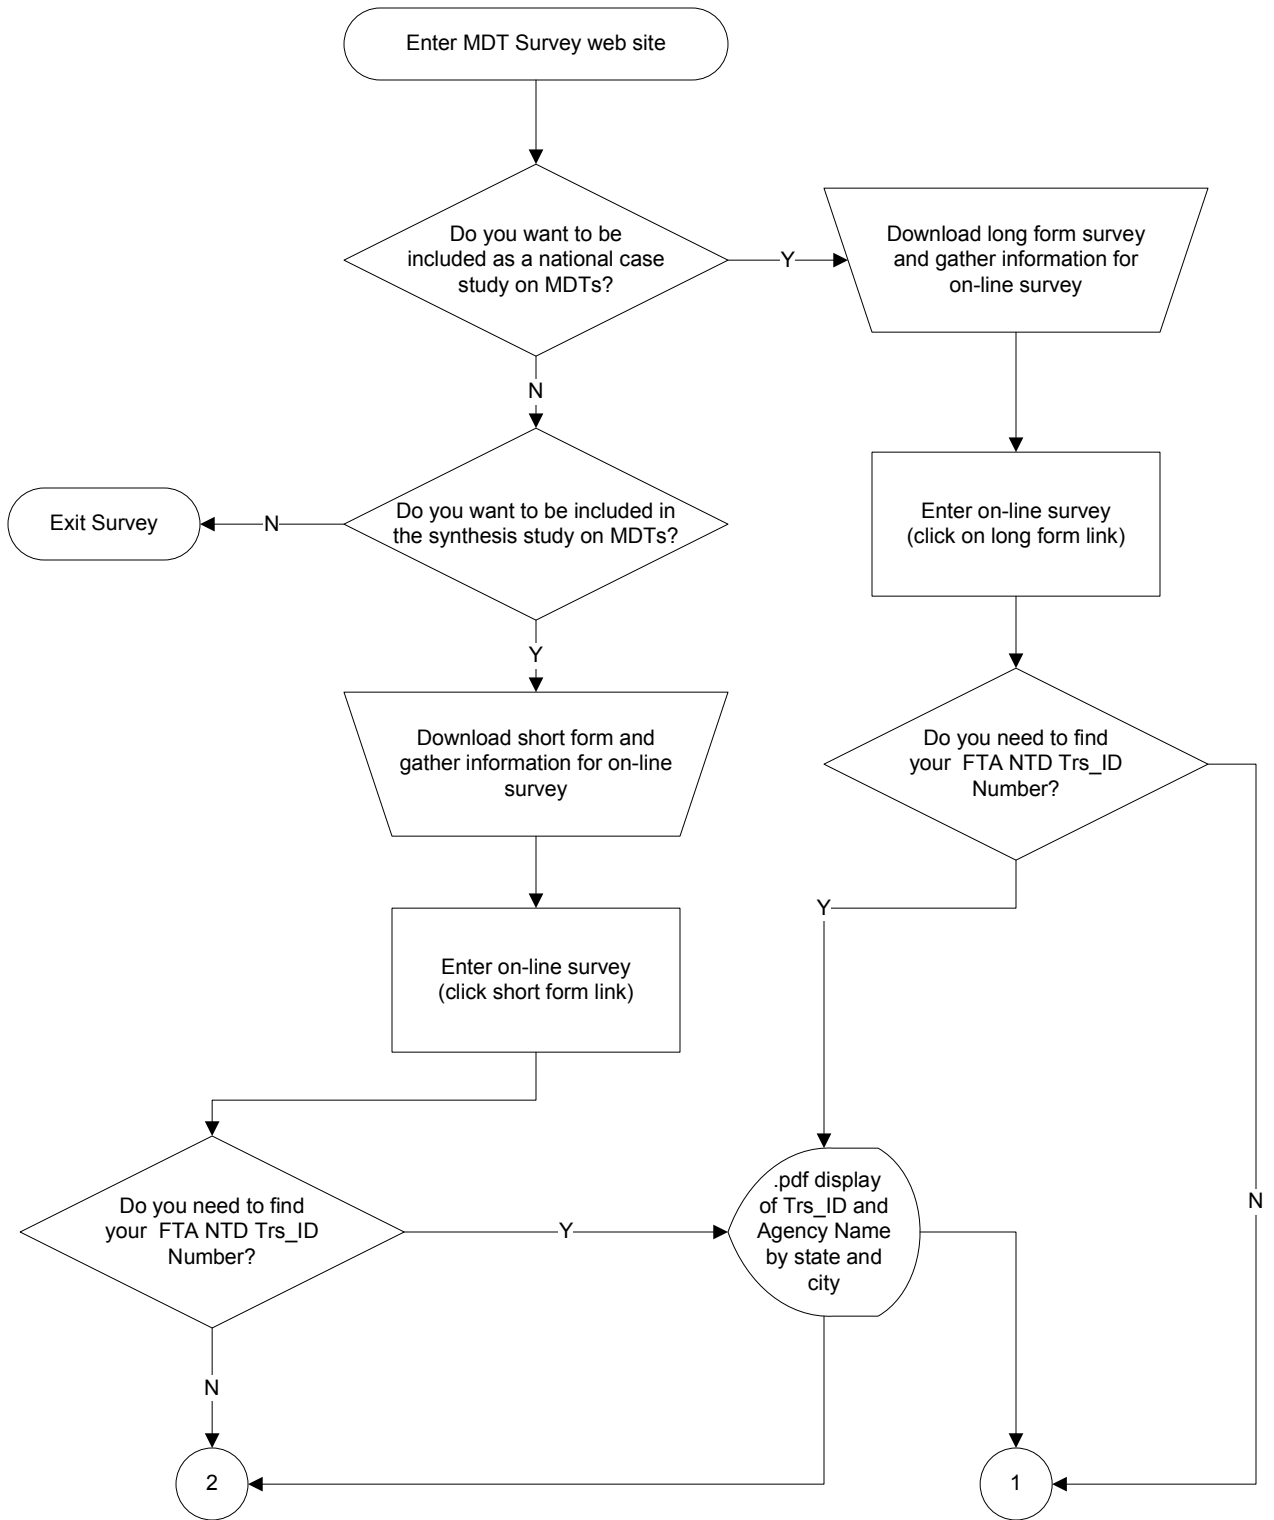 Enter MDT Survey web site
Do you want to be
included as a national case
study on MDTs?
Y
Download long form survey
and gather information for
on-line survey
N
Exit Survey
N
Do you want to be included in
the synthesis study on MDTs?
Enter on-line survey
(click on long form link)
Y
Download short form and
gather information for on-line
survey
Do you need to find
your FTA NTD Trs_ID
Number?
Y
Enter on-line survey
(click short form link)
Do you need to find
your FTA NTD Trs_ID
Number?
Y
.pdf display
of Trs_ID and
Agency Name
by state and
city
N
N
2
1